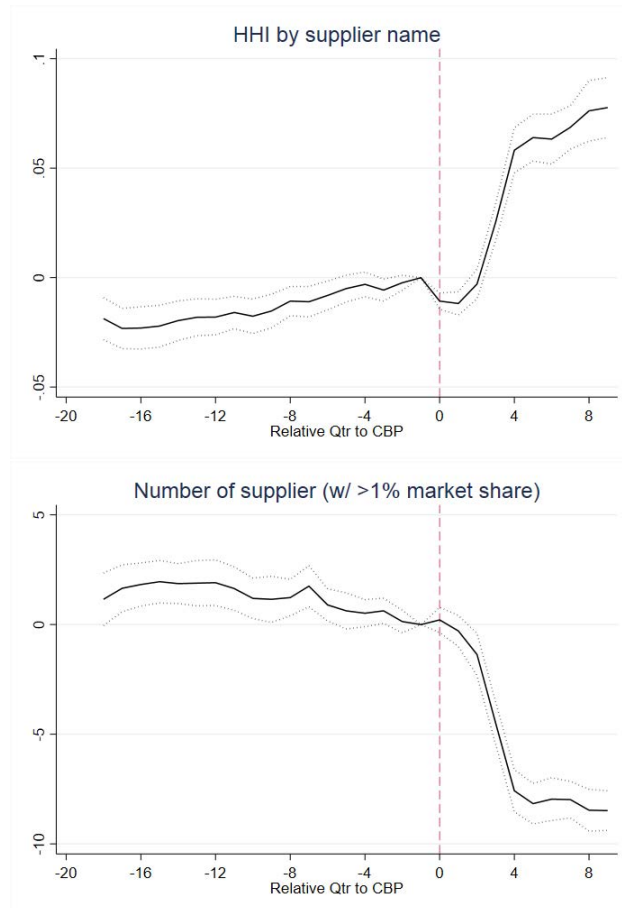 HHI by supplier name
.1
.05
0
-.05
-20 -16 -12 -8 -4 0 4 8
Relative Qtr to CBP
Number of supplier (w/ >1% market share)
5
0
-5
-10
-20 -16 -12 -8 -4 0 4 8
Relative Qtr to CBP